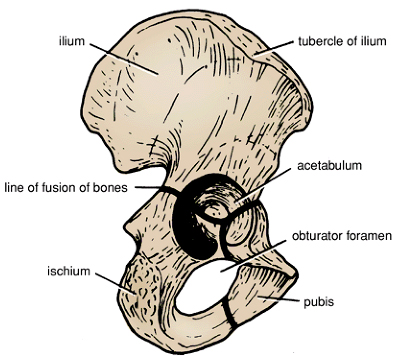 ilium
tubercle of ilium
acetabulum
line of fusion of bones
obturator foramen
ischium
pubis